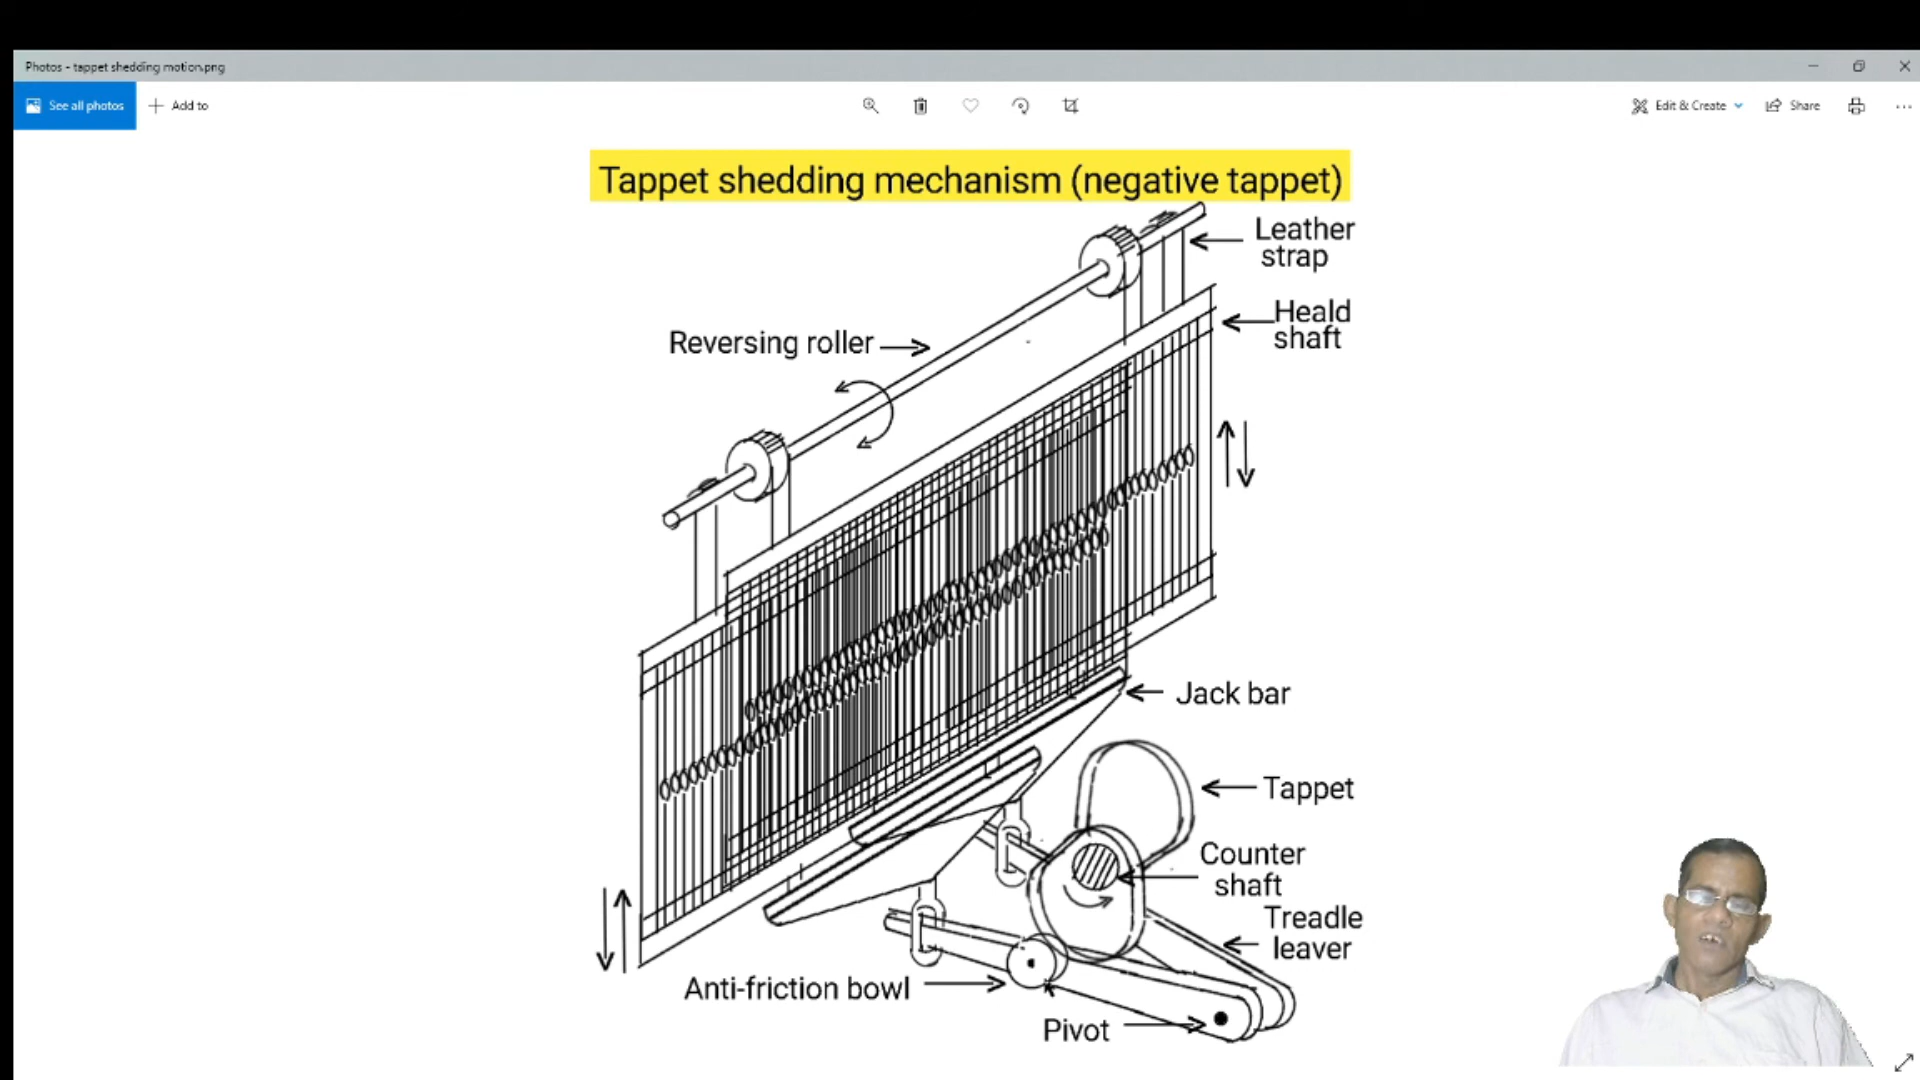 Photos - tappet shedding motion.png
See all photos
Add to
Edit & Create
Share
Tappet shedding mechanism (negative tappet)
Leather
strap
Heald
shaft
Reversing roller
Jack bar
Tappet
Counter
shaft
Treadle
leaver
Anti-friction bowl
Pivot